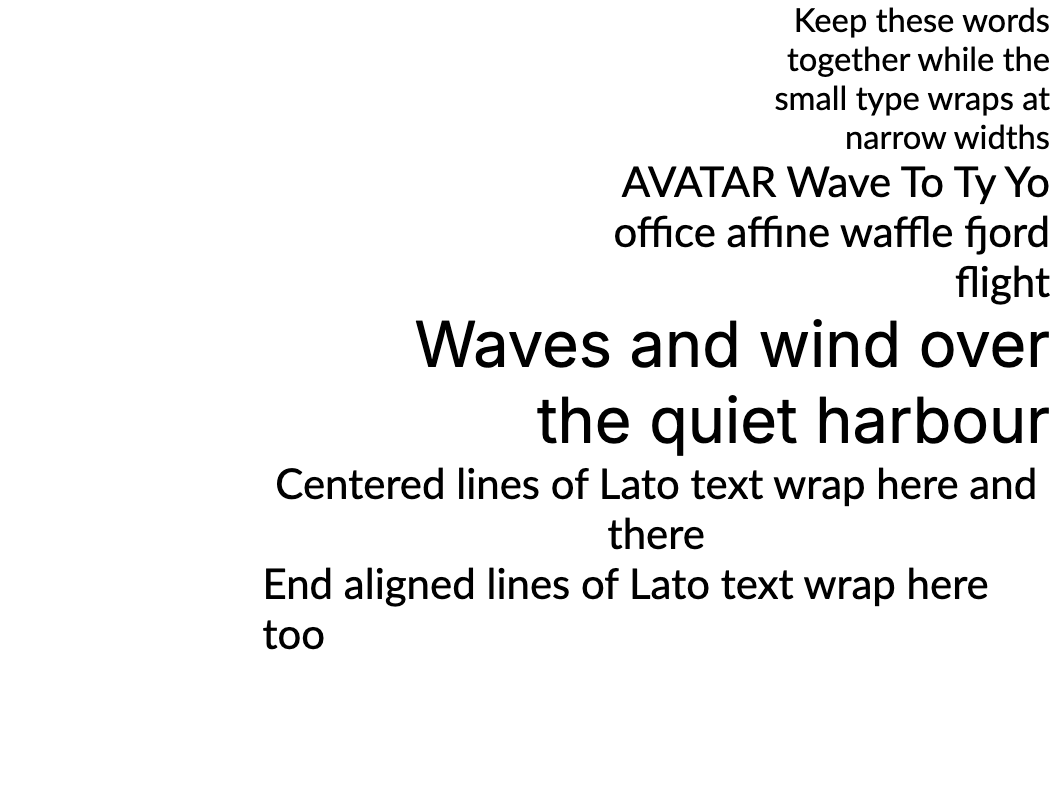 Keep these words
together while the
small type wraps at
narrow widths
AVATAR Wave To Ty Yo
office affine waffle fjord
flight
Waves and wind over
the quiet harbour
Centered lines of Lato text wrap here and
there
End aligned lines of Lato text wrap here
too